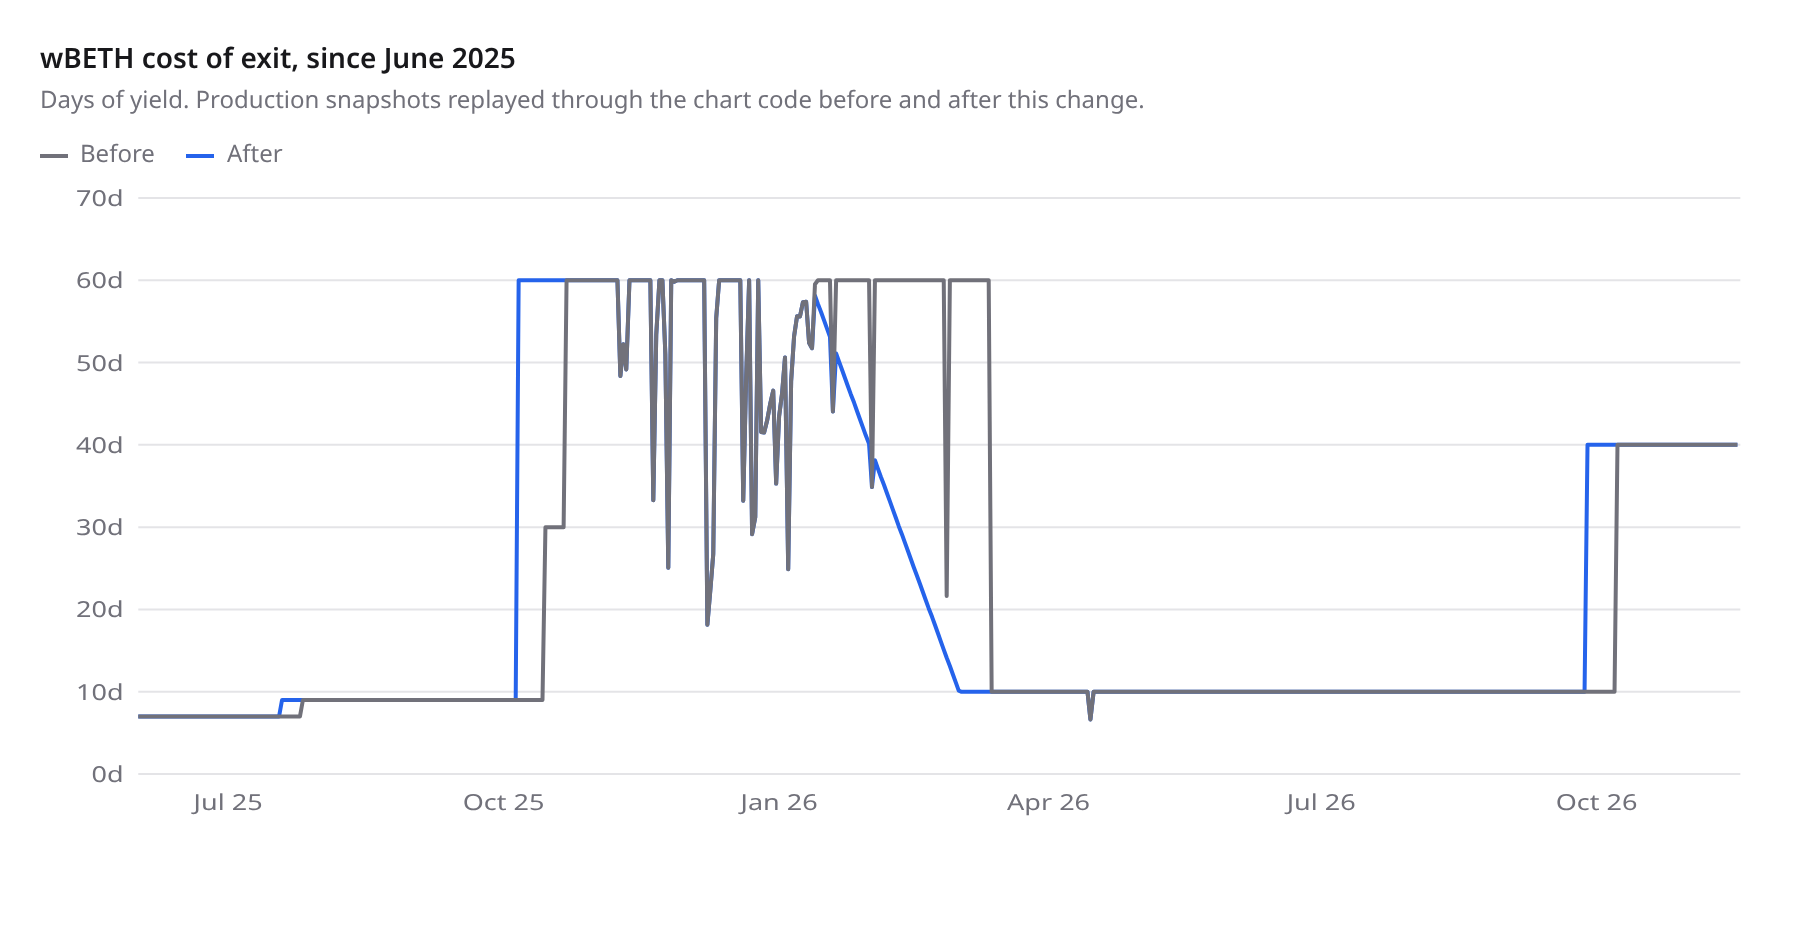 wBETH cost of exit, since June 2025
Days of yield. Production snapshots replayed through the chart code before and after this change.
Before After
70d
60d
50d
40d
30d
20d
10d
0d
Jul 25 Oct 25 Jan 26 Apr 26 Jul 26 Oct 26